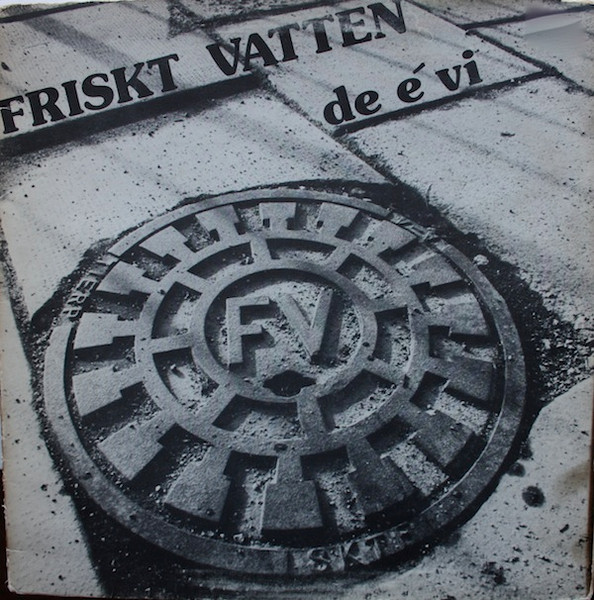 FRISKT VATTEN
de é vi
FV